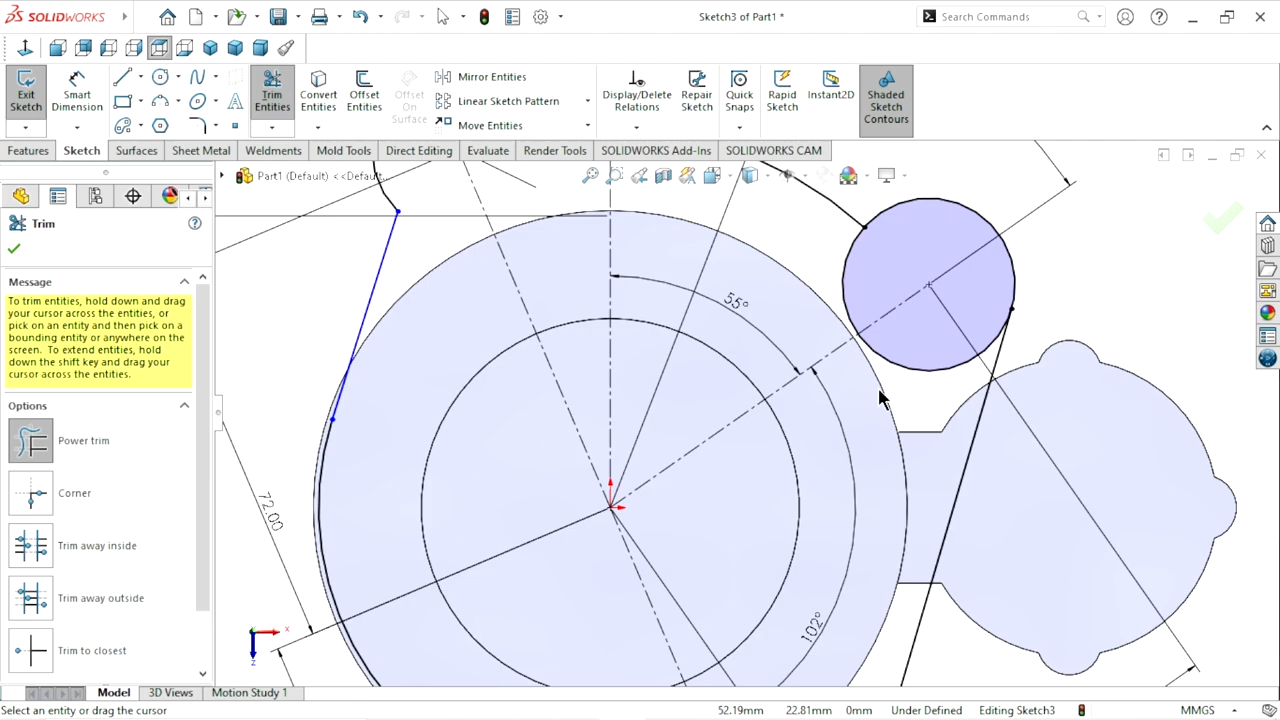 SOLIDWORKS
Sketch3 of Part1 *
Search Commands
Exit Sketch
Smart Dimension
Trim Entities
Convert Entities
Offset Entities
Offset On Surface
Mirror Entities
Linear Sketch Pattern
Move Entities
Display/Delete Relations
Repair Sketch
Quick Snaps
Rapid Sketch
Instant2D
Shaded Sketch Contours
Features
Sketch
Surfaces
Sheet Metal
Weldments
Mold Tools
Direct Editing
Evaluate
Render Tools
SOLIDWORKS Add-Ins
SOLIDWORKS CAM
Part1 (Default) <<Default...
Trim
Message
To trim entities, hold down and drag
your cursor across the entities, or
pick on an entity and then pick on a
bounding entity or anywhere on the
screen. To extend entities, hold
down the shift key and drag your
cursor across the entities.
Options
Power trim
Corner
Trim away inside
Trim away outside
Trim to closest
55°
102°
72.00
x
z
Model
3D Views
Motion Study 1
Select an entity or drag the cursor
52.19mm
22.81mm
0mm
Under Defined
Editing Sketch3
MMGS